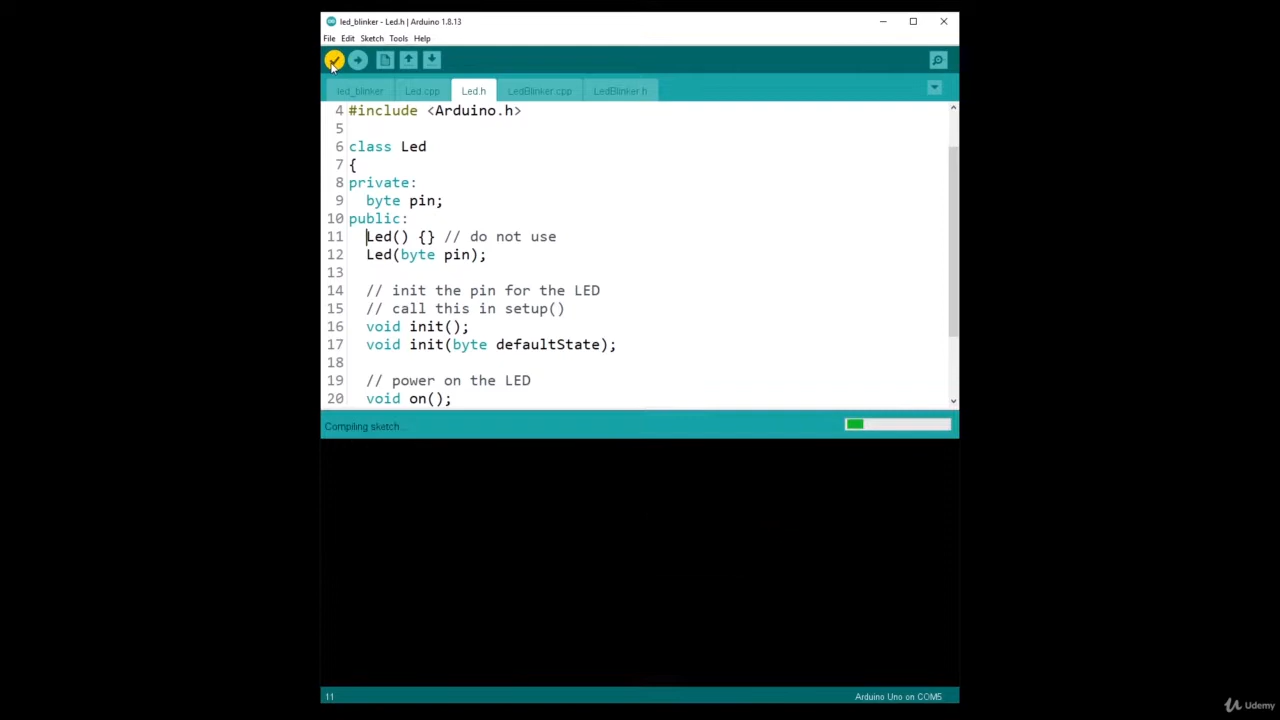 led_blinker - Led.h | Arduino 1.8.13
File Edit Sketch Tools Help
led_blinker Led.cpp Led.h LedBlinker.cpp LedBlinker.h
4 #include <Arduino.h>
5
6 class Led
7 {
8 private:
9   byte pin;
10 public:
11   Led() {} // do not use
12   Led(byte pin);
13
14   // init the pin for the LED
15   // call this in setup()
16   void init();
17   void init(byte defaultState);
18
19   // power on the LED
20   void on();
Compiling sketch...
11 Arduino Uno on COM5
Udemy